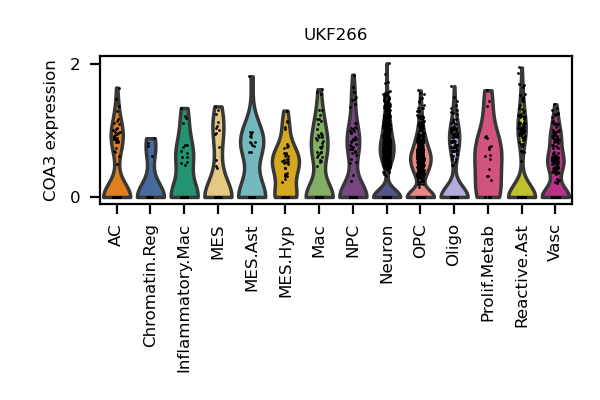 UKF266
COA3 expression
2
0
AC
Chromatin.Reg
Inflammatory.Mac
MES
MES.Ast
MES.Hyp
Mac
NPC
Neuron
OPC
Oligo
Prolif.Metab
Reactive.Ast
Vasc